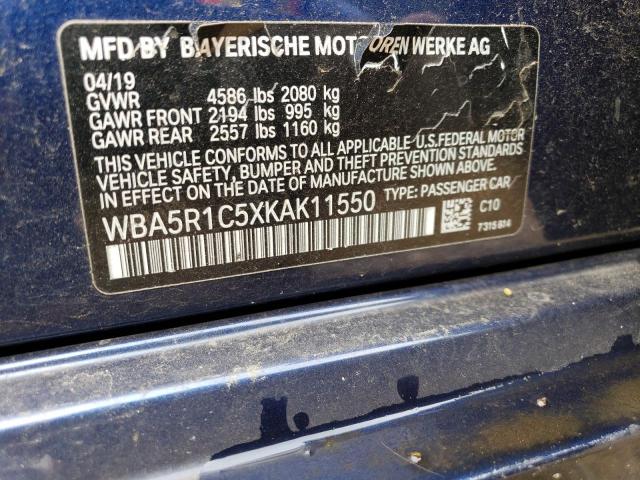 MFD BY BAYERISCHE MOTOREN WERKE AG
04/19
GVWR 4586 lbs 2080 kg
GAWR FRONT 2194 lbs 995 kg
GAWR REAR 2557 lbs 1160 kg
THIS VEHICLE CONFORMS TO ALL APPLICABLE U.S.FEDERAL MOTOR
VEHICLE SAFETY, BUMPER AND THEFT PREVENTION STANDARDS
IN EFFECT ON THE DATE OF MANUFACTURE SHOWN ABOVE.
WBA5R1C5XKAK11550 TYPE: PASSENGER CAR
C10
7315814